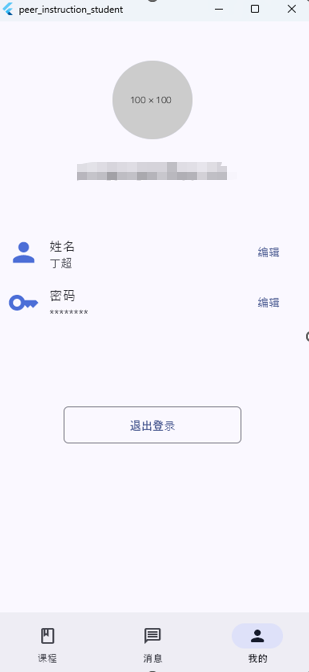 peer_instruction_student
100 × 100
姓名
丁超
编辑
密码
********
编辑
退出登录
课程
消息
我的